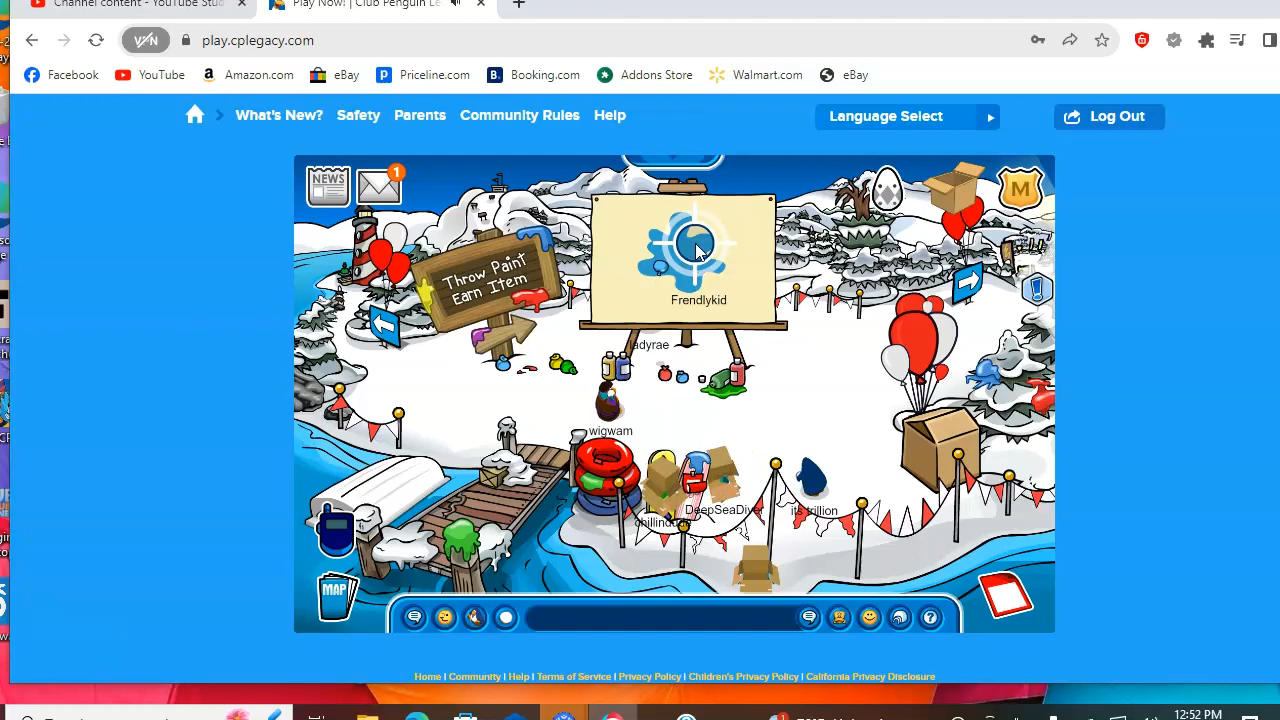 Channel content - YouTube Stud
Play Now! | Club Penguin Le
VPN
play.cplegacy.com
Facebook YouTube Amazon.com eBay Priceline.com Booking.com Addons Store Walmart.com eBay
What's New? Safety Parents Community Rules Help
Language Select
Log Out
NEWS
1
M
Throw Paint
Earn Item
Frendlykid
ladyrae
wigwam
DeepSeaDiver
its trillion
MAP
Home | Community | Help | Terms of Service | Privacy Policy | Children's Privacy Policy | California Privacy Disclosure
12:52 PM